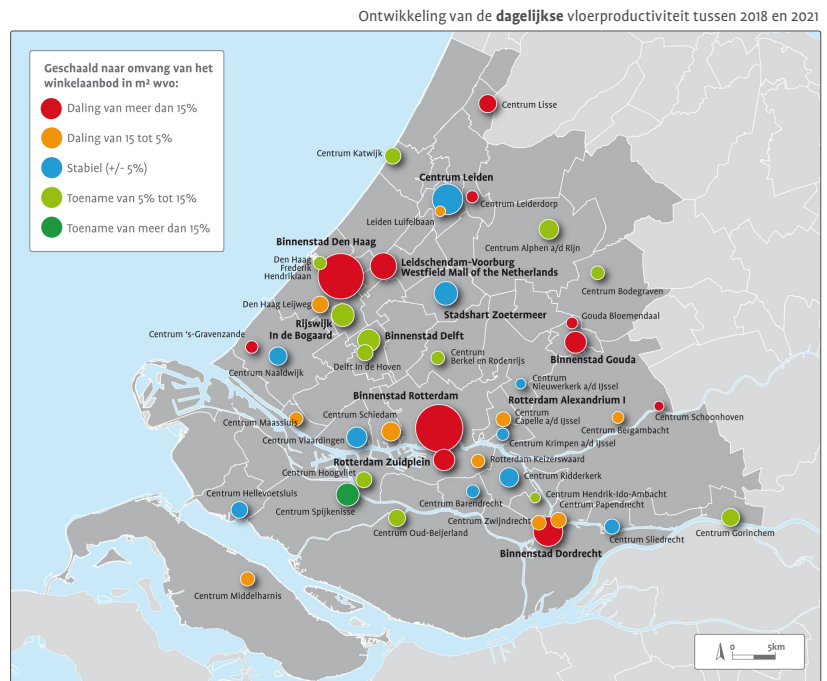 Ontwikkeling van de dagelijkse vloerproductiviteit tussen 2018 en 2021
Geschaald naar omvang van het
winkelaanbod in m² wvo:
Daling van meer dan 15%
Daling van 15 tot 5%
Stabiel (+/- 5%)
Toename van 5% tot 15%
Toename van meer dan 15%
Centrum Lisse
Centrum Katwijk
Centrum Leiden
Centrum Leiderdorp
Leiden Luifelbaan
Centrum Alphen a/d Rijn
Binnenstad Den Haag
Den Haag
Frederik
Hendriklaan
Leidschendam-Voorburg
Westfield Mall of the Netherlands
Centrum Bodegraven
Den Haag Leijweg
Stadshart Zoetermeer
Gouda Bloemendaal
Rijswijk
In de Bogaard
Binnenstad Delft
Centrum 's-Gravenzande
Centrum Naaldwijk
Delft In de Hoven
Centrum
Berkel en Rodenrijs
Binnenstad Gouda
Centrum
Nieuwerkerk a/d IJssel
Binnenstad Rotterdam
Rotterdam Alexandrium I
Centrum Schoonhoven
Centrum Maassluis
Centrum Schiedam
Centrum
Capelle a/d IJssel
Centrum Bergambacht
Centrum Vlaardingen
Centrum Krimpen a/d IJssel
Rotterdam Zuidplein
Rotterdam Keizerswaard
Centrum Hoogvliet
Centrum Ridderkerk
Centrum Hellevoetsluis
Centrum Spijkenisse
Centrum Barendrecht
Centrum Hendrik-Ido-Ambacht
Centrum Papendrecht
Centrum Zwijndrecht
Centrum Oud-Beijerland
Centrum Sliedrecht
Centrum Gorinchem
Binnenstad Dordrecht
Centrum Middelharnis
0 5km